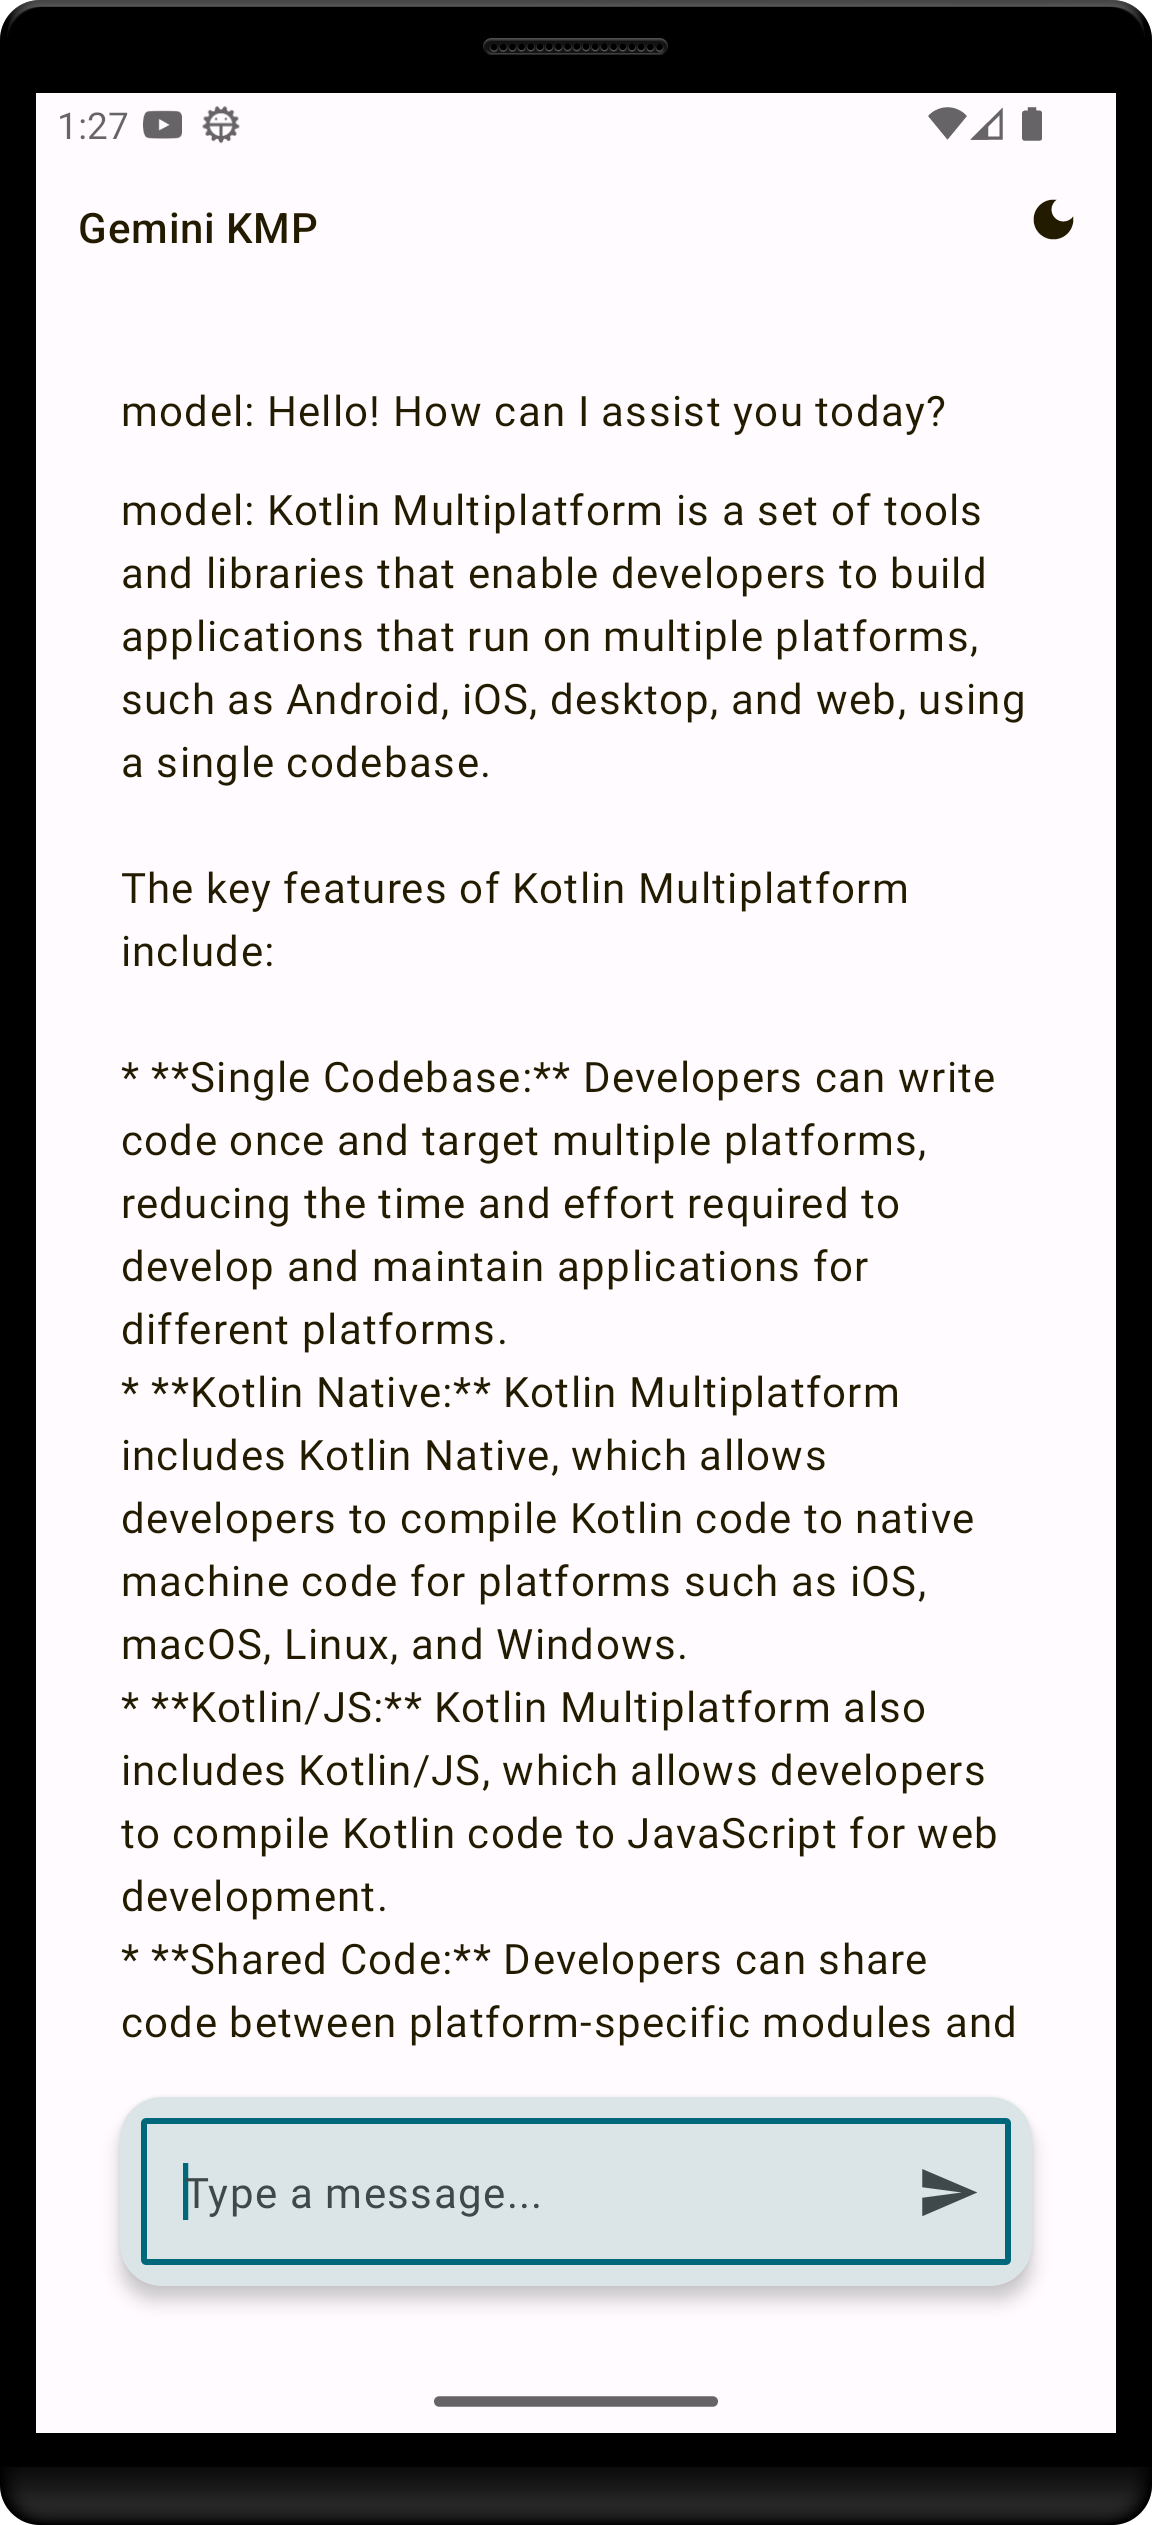 1:27
Gemini KMP
model: Hello! How can I assist you today?
model: Kotlin Multiplatform is a set of tools
and libraries that enable developers to build
applications that run on multiple platforms,
such as Android, iOS, desktop, and web, using
a single codebase.
The key features of Kotlin Multiplatform
include:
* **Single Codebase:** Developers can write
code once and target multiple platforms,
reducing the time and effort required to
develop and maintain applications for
different platforms.
* **Kotlin Native:** Kotlin Multiplatform
includes Kotlin Native, which allows
developers to compile Kotlin code to native
machine code for platforms such as iOS,
macOS, Linux, and Windows.
* **Kotlin/JS:** Kotlin Multiplatform also
includes Kotlin/JS, which allows developers
to compile Kotlin code to JavaScript for web
development.
* **Shared Code:** Developers can share
code between platform-specific modules and
Type a message...